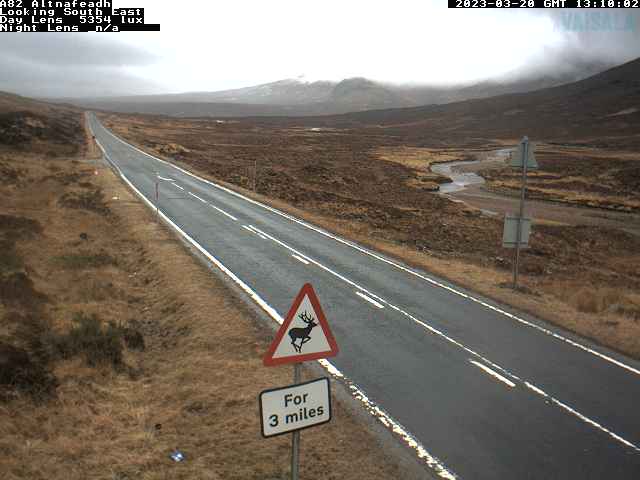 A82 Altnafeadh
Looking South East
Day Lens 5354 lux
Night Lens n/a
2023-03-20 GMT 13:10:02
VAISALA
For
3 miles